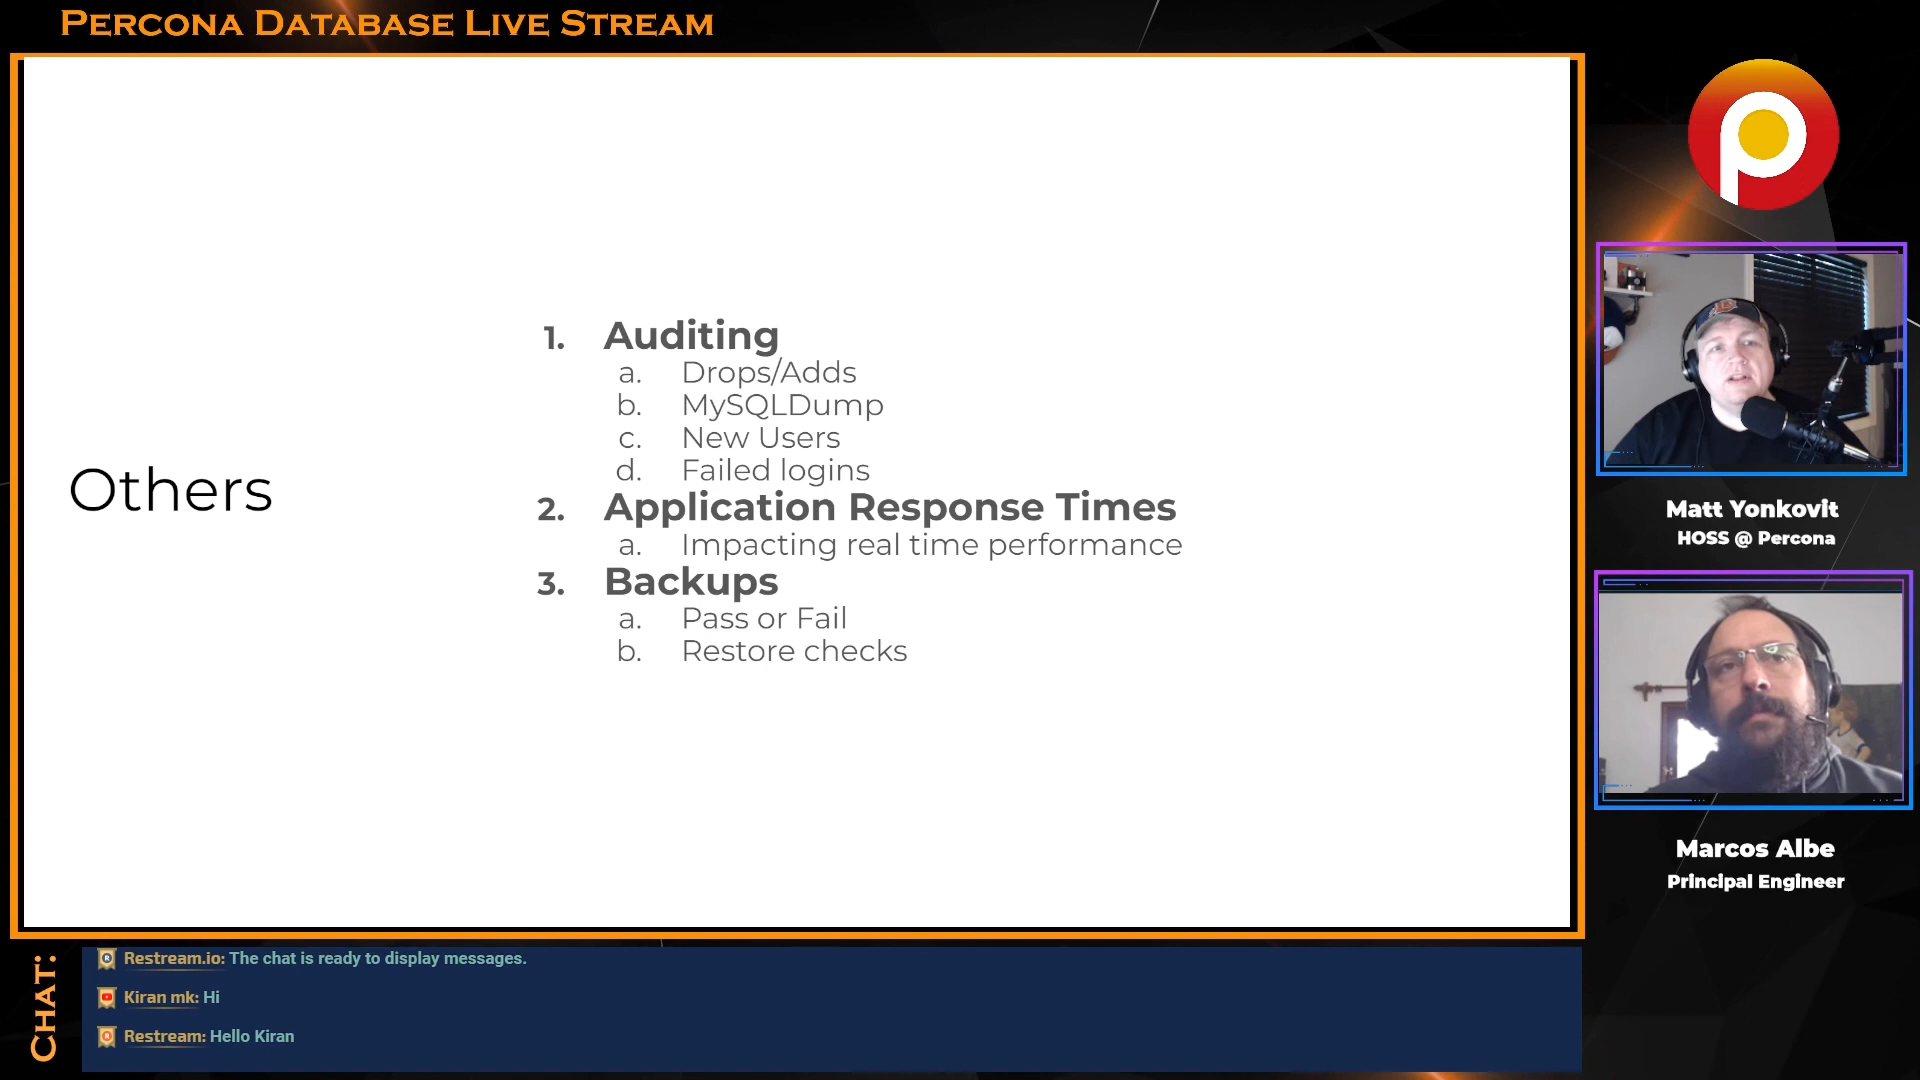 Percona Database Live Stream
Others
1. Auditing
a. Drops/Adds
b. MySQLDump
c. New Users
d. Failed logins
2. Application Response Times
a. Impacting real time performance
3. Backups
a. Pass or Fail
b. Restore checks
Matt Yonkovit
HOSS @ Percona
Marcos Albe
Principal Engineer
Chat:
Restream.io: The chat is ready to display messages.
Kiran mk: Hi
Restream: Hello Kiran